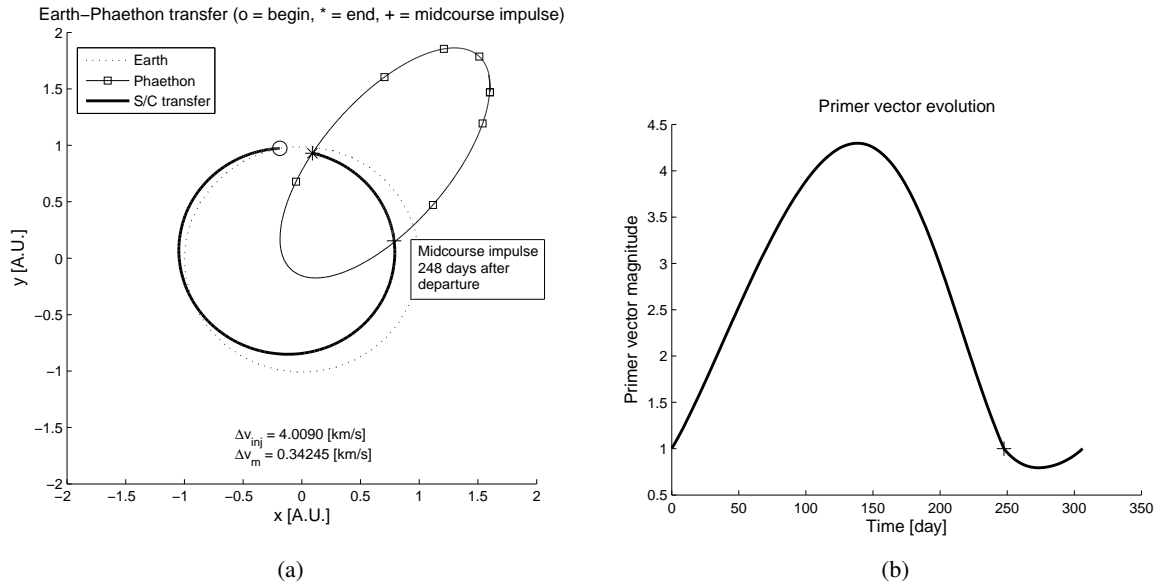 Earth−Phaethon transfer (o = begin, * = end, + = midcourse impulse)
2
1.5
1
0.5
0
−0.5
−1
−1.5
−2
y [A.U.]
Earth
Phaethon
S/C transfer
Midcourse impulse
248 days after
departure
Δv_inj = 4.0090 [km/s]
Δv_m = 0.34245 [km/s]
−2 −1.5 −1 −0.5 0 0.5 1 1.5 2
x [A.U.]
(a)
Primer vector evolution
4.5
4
3.5
3
2.5
2
1.5
1
0.5
Primer vector magnitude
0 50 100 150 200 250 300 350
Time [day]
(b)